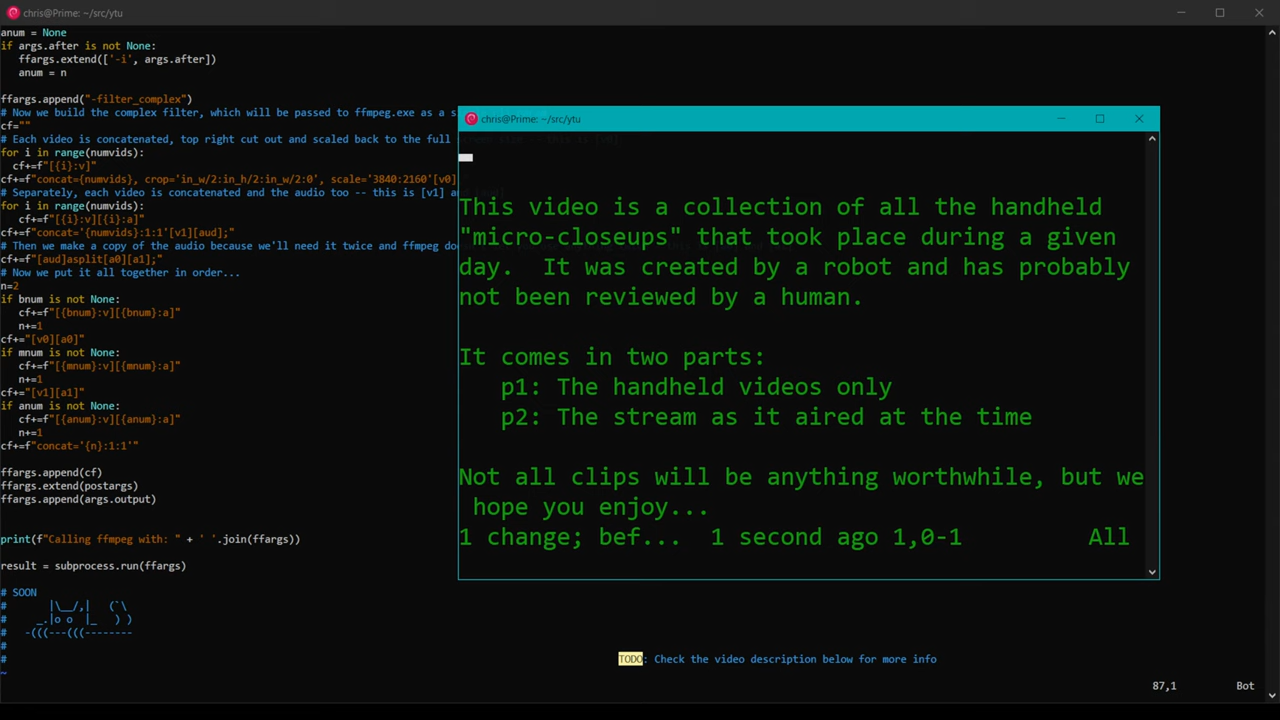 chris@Prime: ~/src/ytu
anum = None
if args.after is not None:
   ffargs.extend(['-i', args.after])
   anum = n
ffargs.append("-filter_complex")
# Now we build the complex filter, which will be passed to ffmpeg.exe as a s
cf=""
# Each video is concatenated, top right cut out and scaled back to the full
for i in range(numvids):
  cf+=f"[{i}:v]"
cf+=f"concat={numvids}, crop='in_w/2:in_h/2:in_w/2:0', scale='3840:2160'[v0]
# Separately, each video is concatenated and the audio too -- this is [v1] a
for i in range(numvids):
   cf+=f"[{i}:v][{i}:a]"
cf+=f"concat='{numvids}:1:1'[v1][aud];"
# Then we make a copy of the audio because we'll need it twice and ffmpeg do
cf+=f"[aud]asplit[a0][a1];"
# Now we put it all together in order...
n=2
if bnum is not None:
   cf+=f"[{bnum}:v][{bnum}:a]"
   n+=1
cf+="[v0][a0]"
if mnum is not None:
   cf+=f"[{mnum}:v][{mnum}:a]"
   n+=1
cf+="[v1][a1]"
if anum is not None:
   cf+=f"[{anum}:v][{anum}:a]"
   n+=1
cf+=f"concat='{n}:1:1'"
ffargs.append(cf)
ffargs.extend(postargs)
ffargs.append(args.output)
print(f"Calling ffmpeg with: " + ' '.join(ffargs))
result = subprocess.run(ffargs)
# SOON
#      |\__/,|   (`\
#    _.|o o  |_   ) )
#  -(((---(((--------
#
#
~
chris@Prime: ~/src/ytu
This video is a collection of all the handheld
"micro-closeups" that took place during a given
day.  It was created by a robot and has probably
not been reviewed by a human.
It comes in two parts:
   p1: The handheld videos only
   p2: The stream as it aired at the time
Not all clips will be anything worthwhile, but we
 hope you enjoy...
1 change; bef...  1 second ago 1,0-1         All
TODO: Check the video description below for more info
87,1         Bot